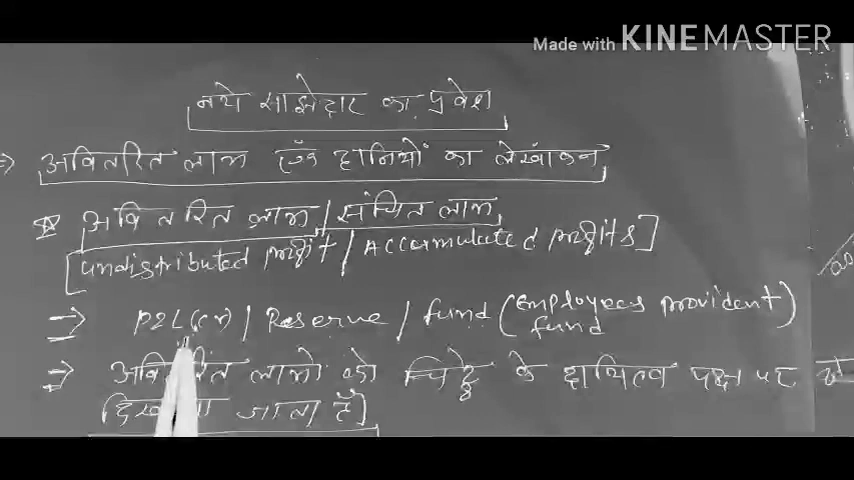 Made with KINEMASTER
नये साझेदार का प्रवेश
=> अवितरित लाभ एवं हानियों का लेखांकन
* अवितरित लाभ / संचित लाभ
[undistributed profit / Accumulated profits]
=> P&L(cr) / Reserve / fund (Employees provident fund)
=> अवितरित लाभो को चिट्ठे के दायित्व पक्ष पर
दिखाया जाता है]